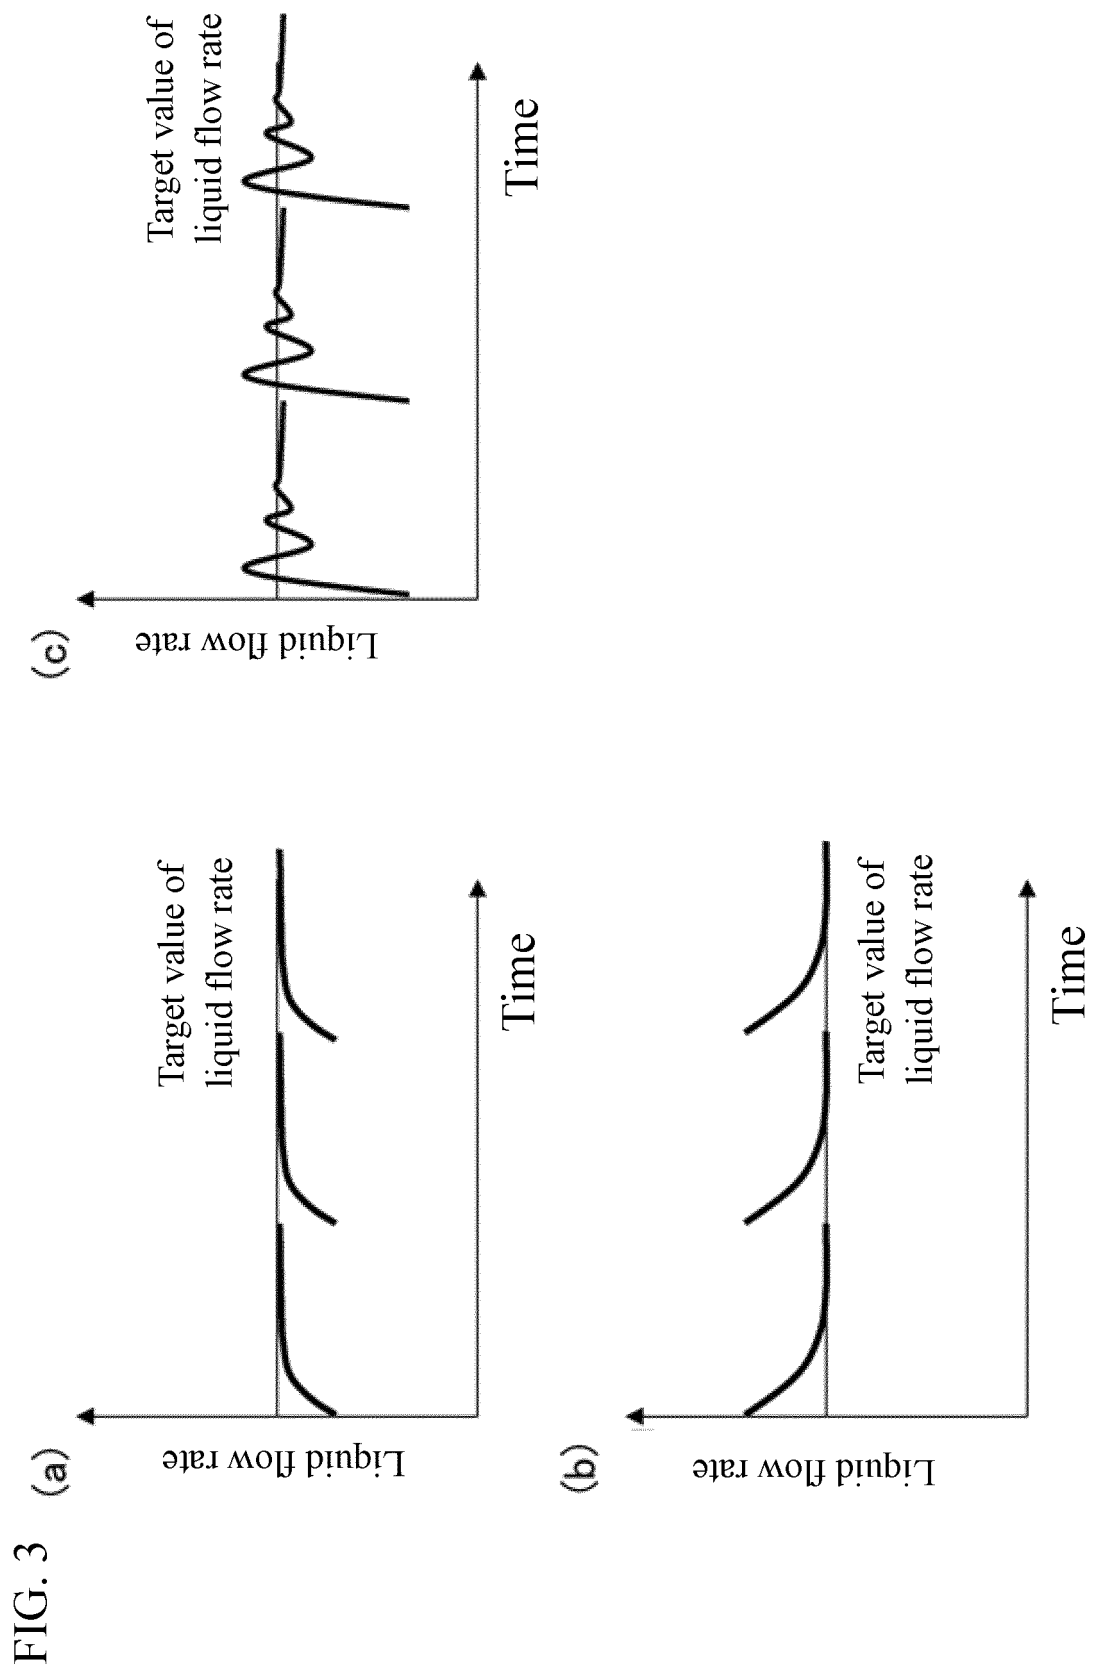 FIG. 3
(a)
Liquid flow rate
Target value of
liquid flow rate
Time
(b)
Liquid flow rate
Target value of
liquid flow rate
Time
(c)
Liquid flow rate
Target value of
liquid flow rate
Time